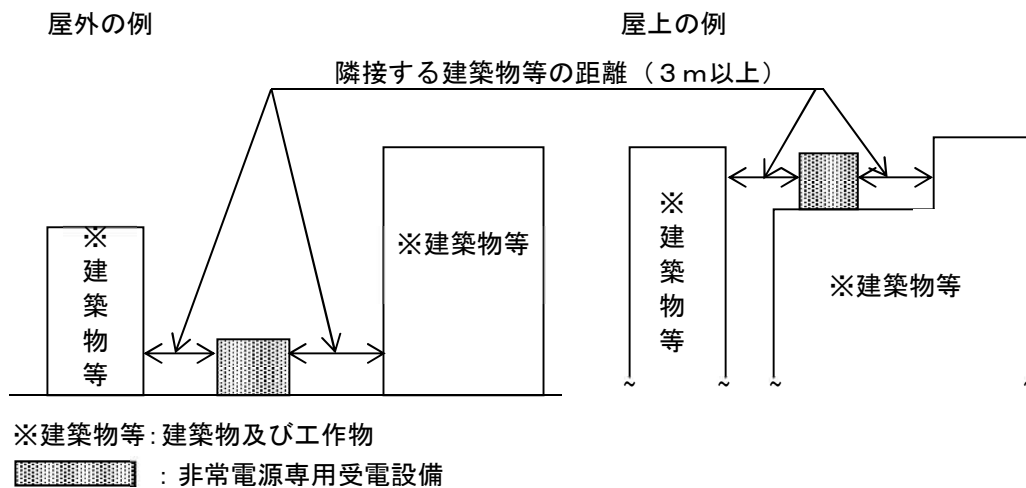 屋外の例
屋上の例
隣接する建築物等の距離（３ｍ以上）
※建築物等
※建築物等
※建築物等
※建築物等
※建築物等：建築物及び工作物
：非常電源専用受電設備